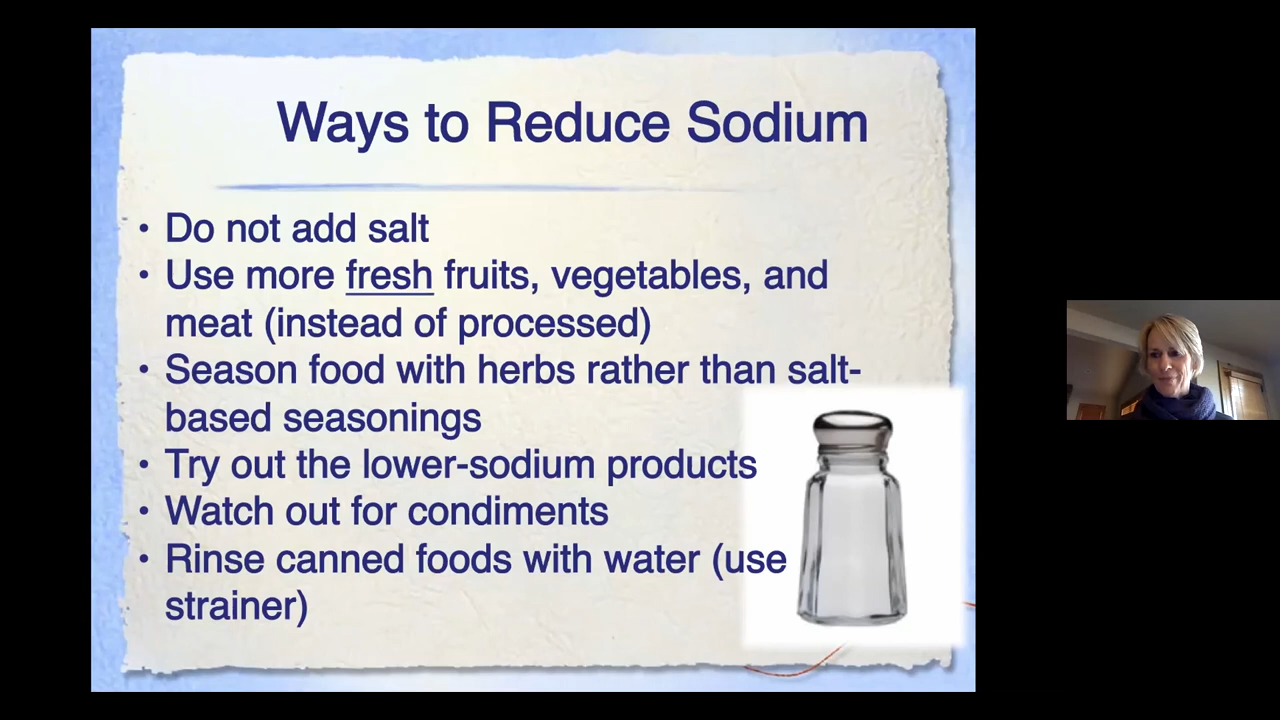 Ways to Reduce Sodium
• Do not add salt
• Use more fresh fruits, vegetables, and
meat (instead of processed)
• Season food with herbs rather than salt-
based seasonings
• Try out the lower-sodium products
• Watch out for condiments
• Rinse canned foods with water (use
strainer)